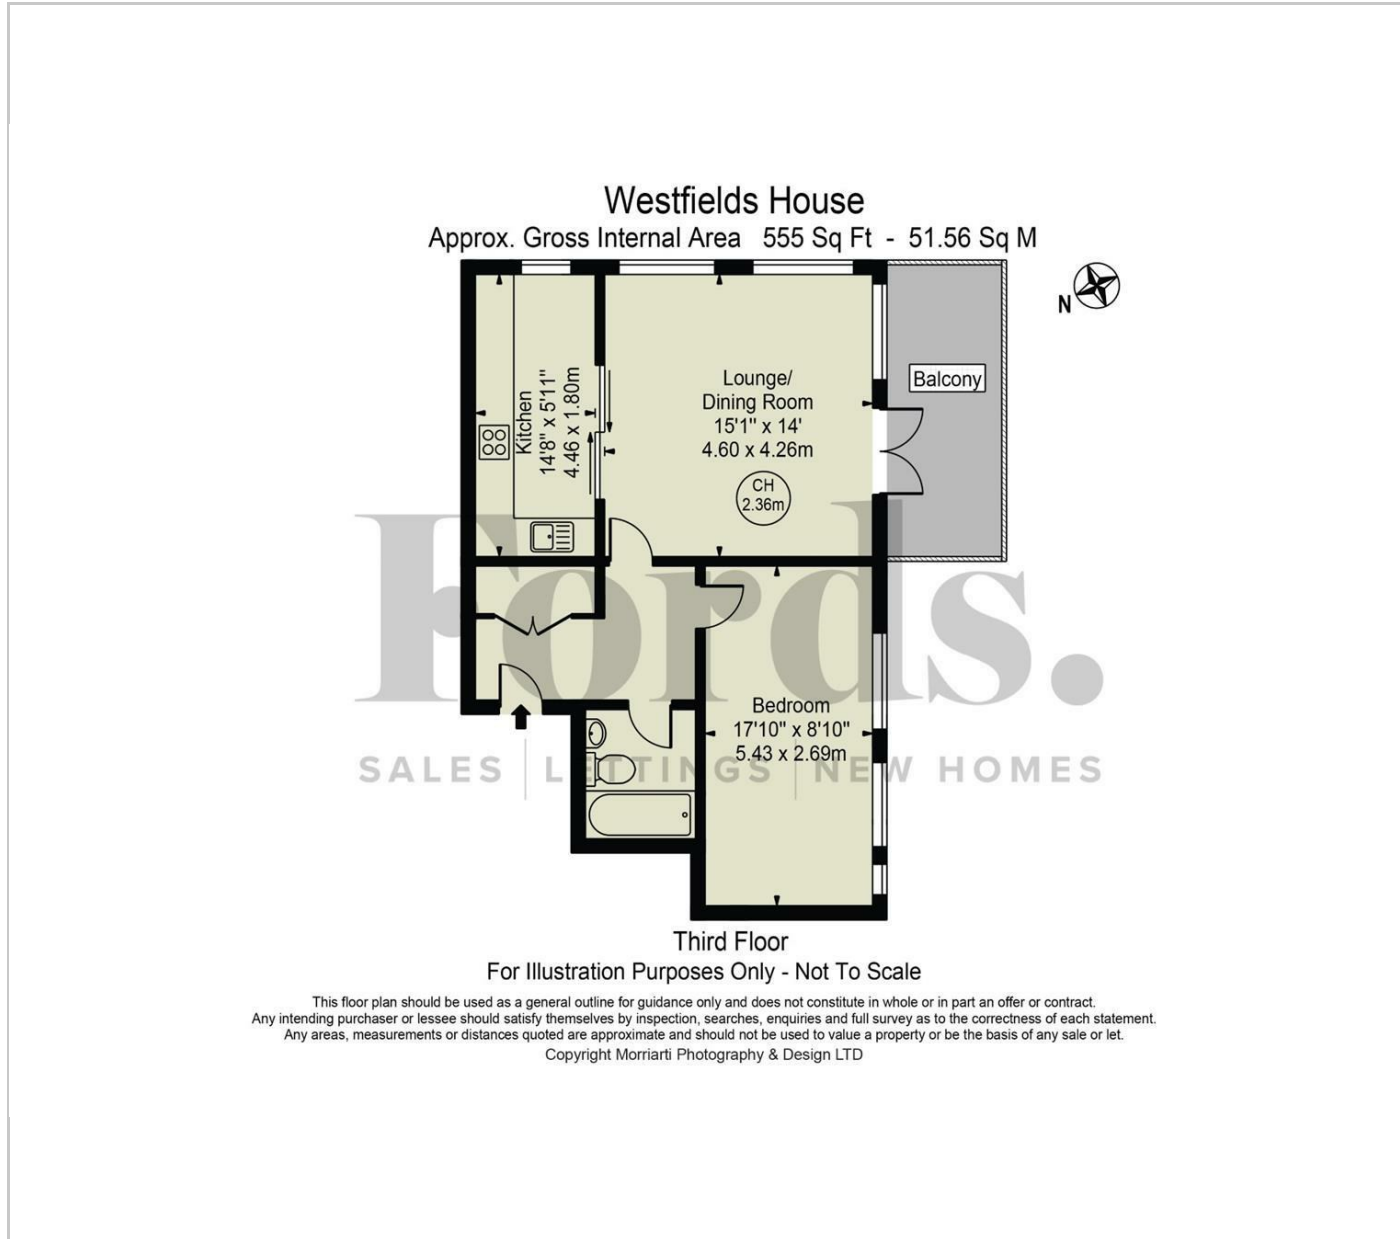 Westfields House
Approx. Gross Internal Area 555 Sq Ft - 51.56 Sq M
N
Kitchen
14'8" x 5'11"
4.46 x 1.80m
Lounge/
Dining Room
15'1" x 14'
4.60 x 4.26m
CH
2.36m
Balcony
Fords.
SALES | LETTINGS | NEW HOMES
Bedroom
17'10" x 8'10"
5.43 x 2.69m
Third Floor
For Illustration Purposes Only - Not To Scale
This floor plan should be used as a general outline for guidance only and does not constitute in whole or in part an offer or contract.
Any intending purchaser or lessee should satisfy themselves by inspection, searches, enquiries and full survey as to the correctness of each statement.
Any areas, measurements or distances quoted are approximate and should not be used to value a property or be the basis of any sale or let.
Copyright Morriarti Photography & Design LTD